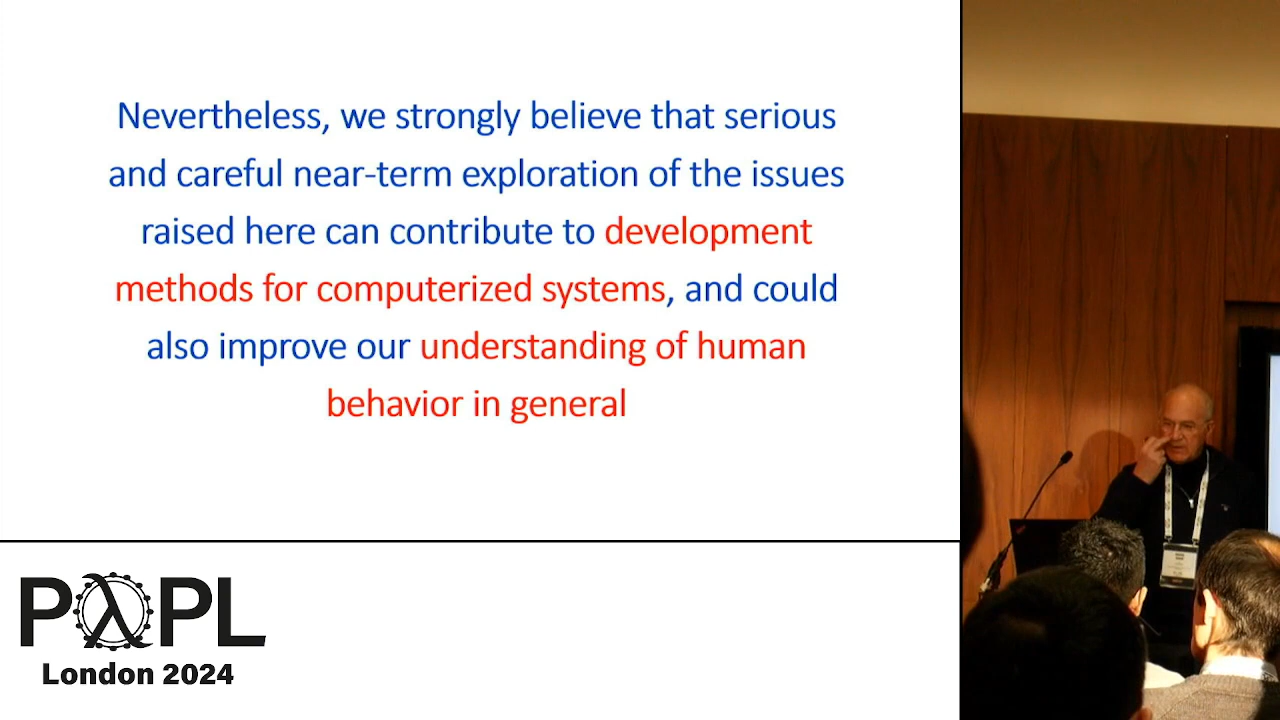 Nevertheless, we strongly believe that serious
and careful near-term exploration of the issues
raised here can contribute to development
methods for computerized systems, and could
also improve our understanding of human
behavior in general
PλPL
London 2024